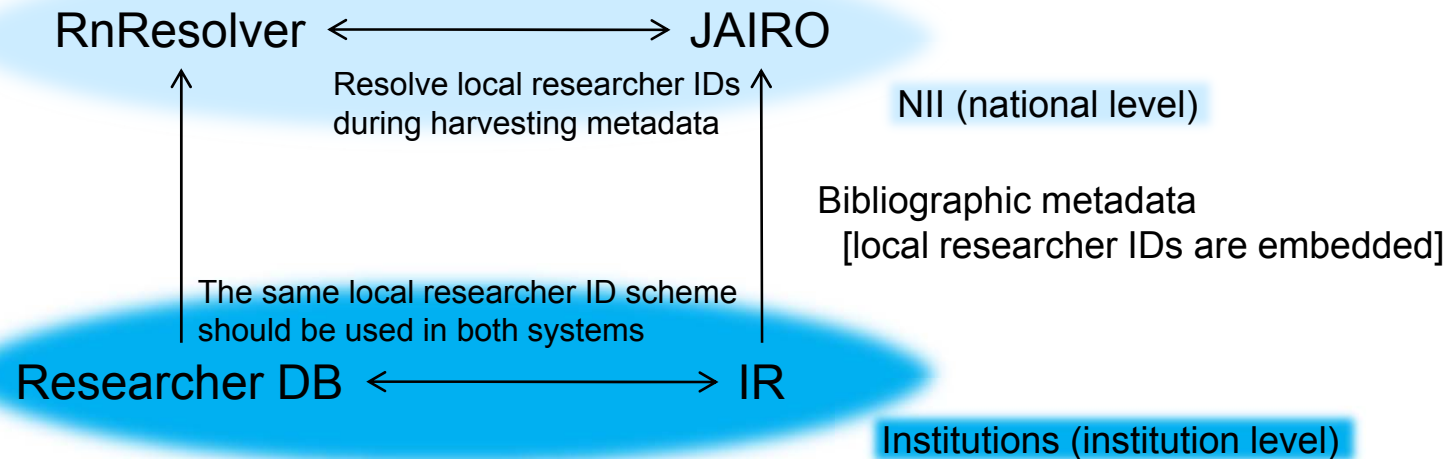 RnResolver JAIRO
Resolve local researcher IDs
during harvesting metadata
NII (national level)
Bibliographic metadata
[local researcher IDs are embedded]
The same local researcher ID scheme
should be used in both systems
Researcher DB IR
Institutions (institution level)